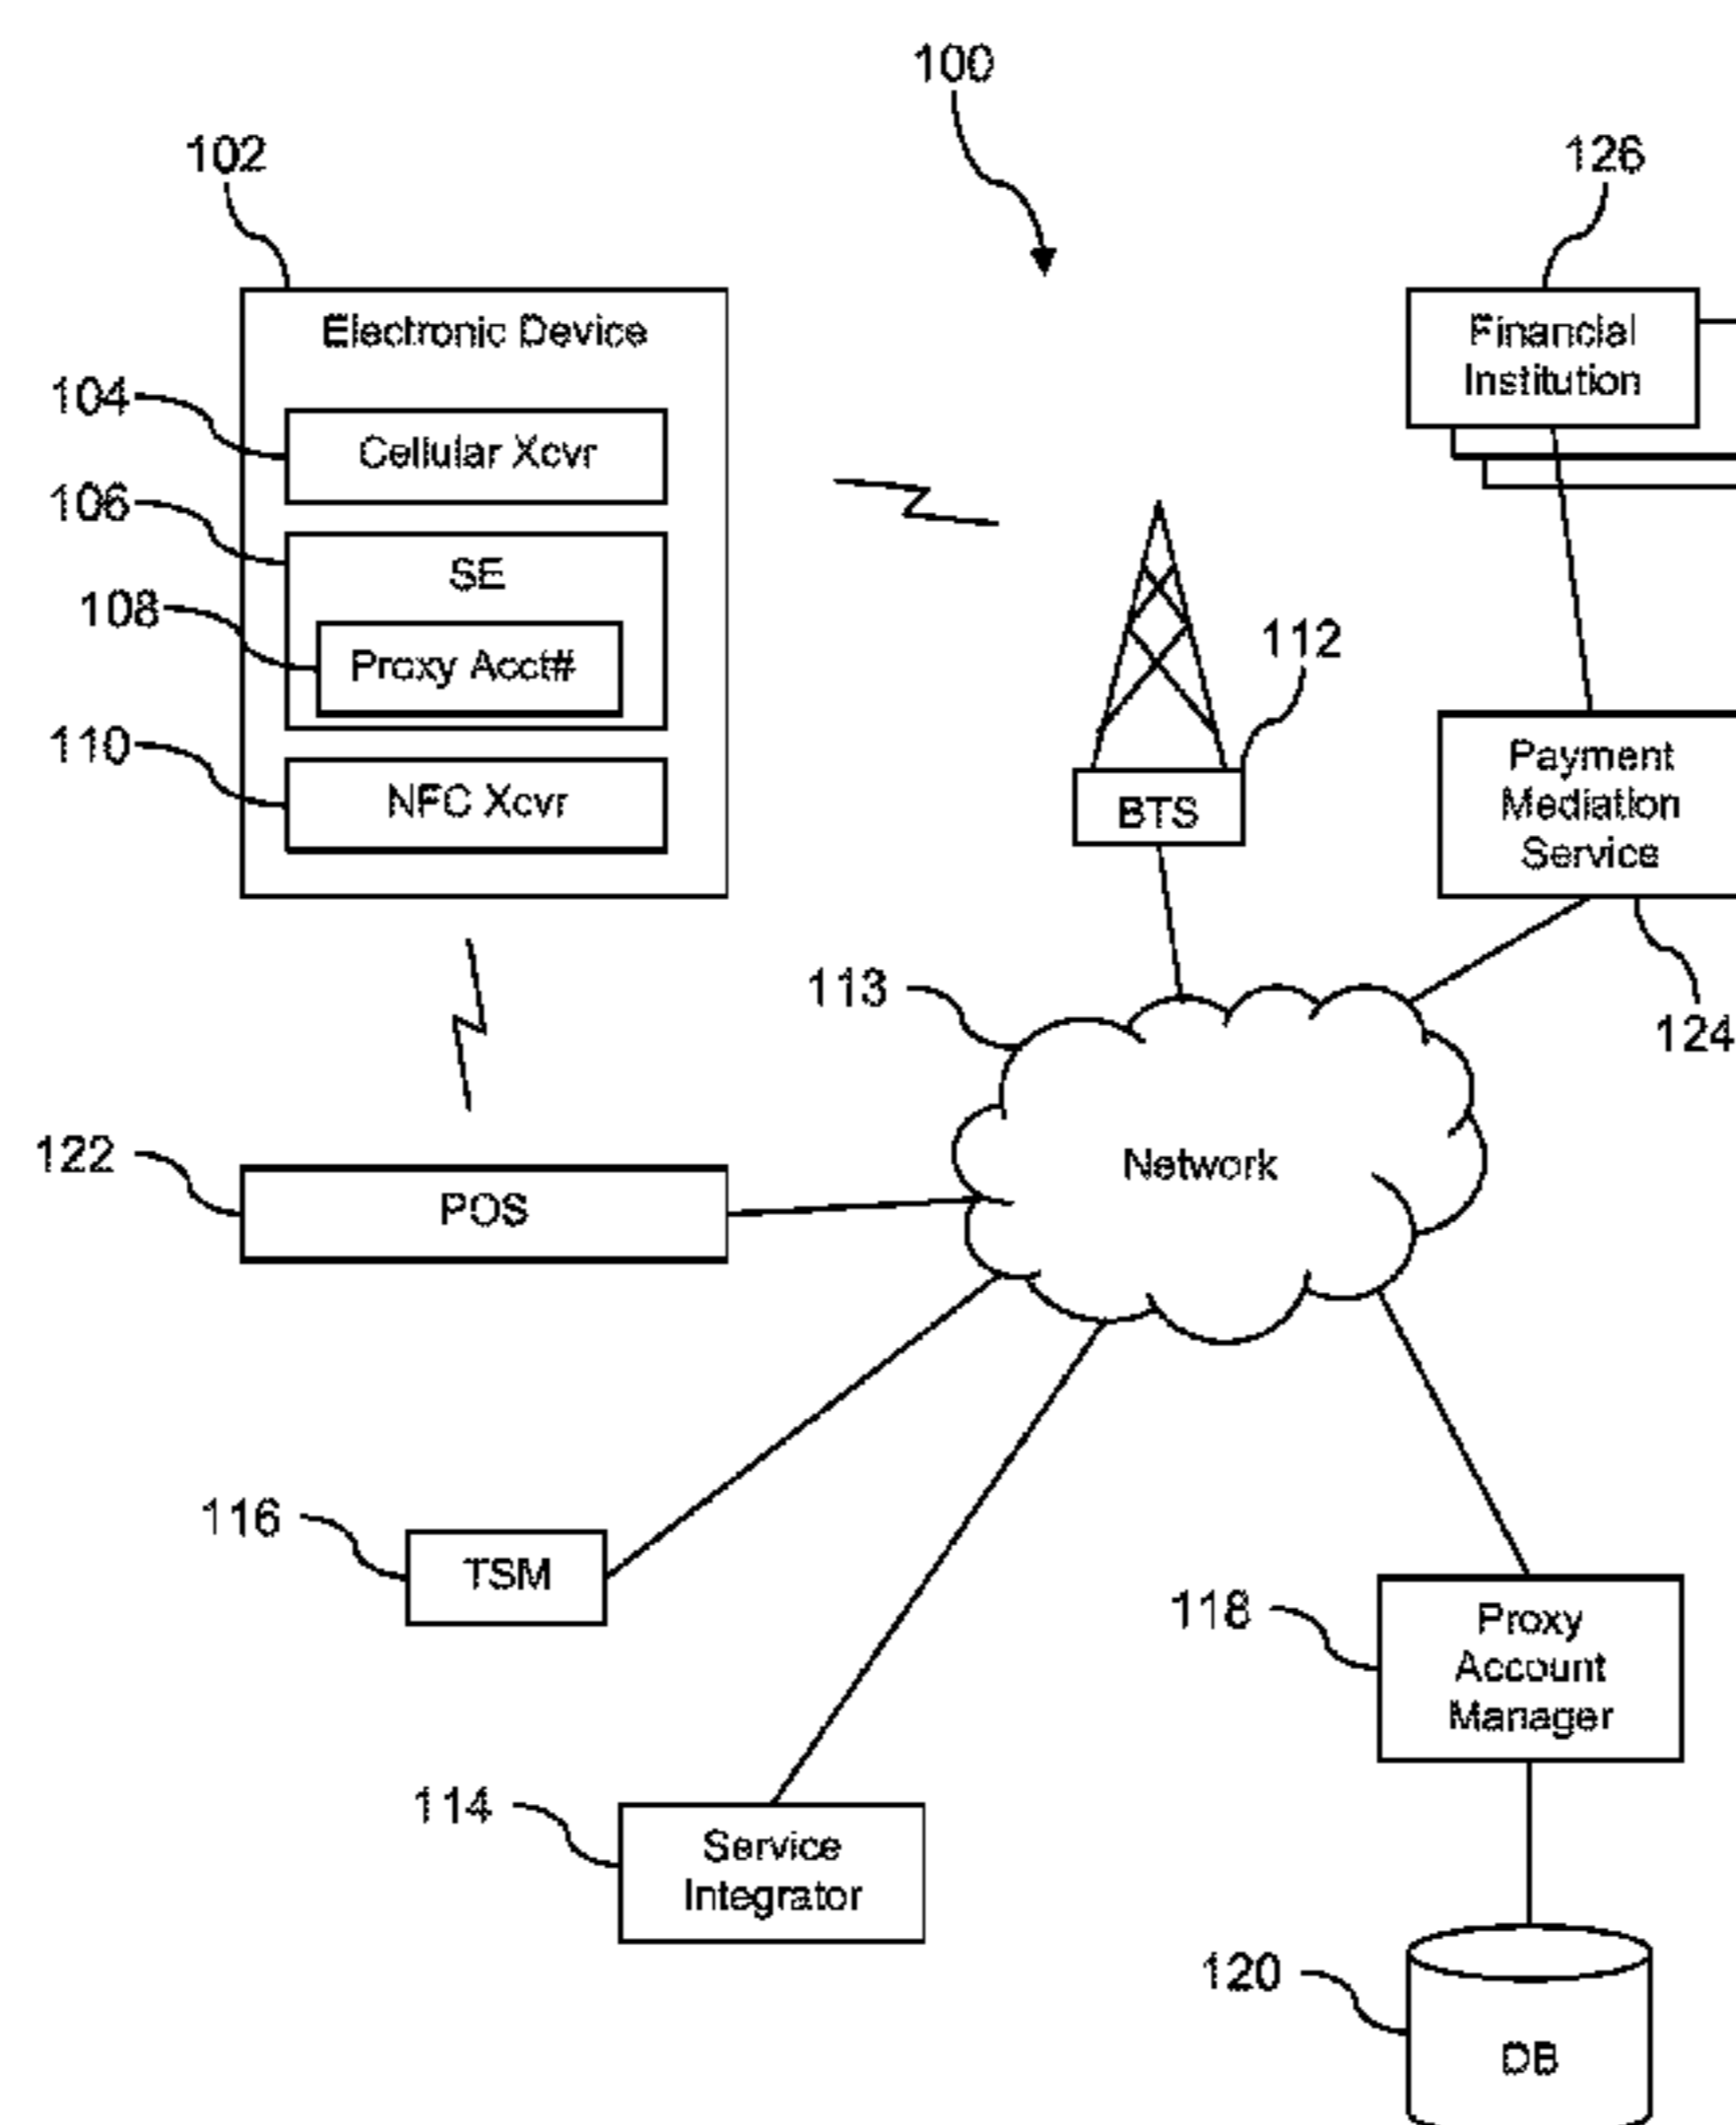 100
102
126
Electronic Device
Financial
Institution
104
Cellular Xcvr
106
SE
108
Proxy Acct#
112
110
NFC Xcvr
BTS
Payment
Mediation
Service
113
124
122
POS
Network
116
TSM
118
Proxy
Account
Manager
114
Service
Integrator
120
DB